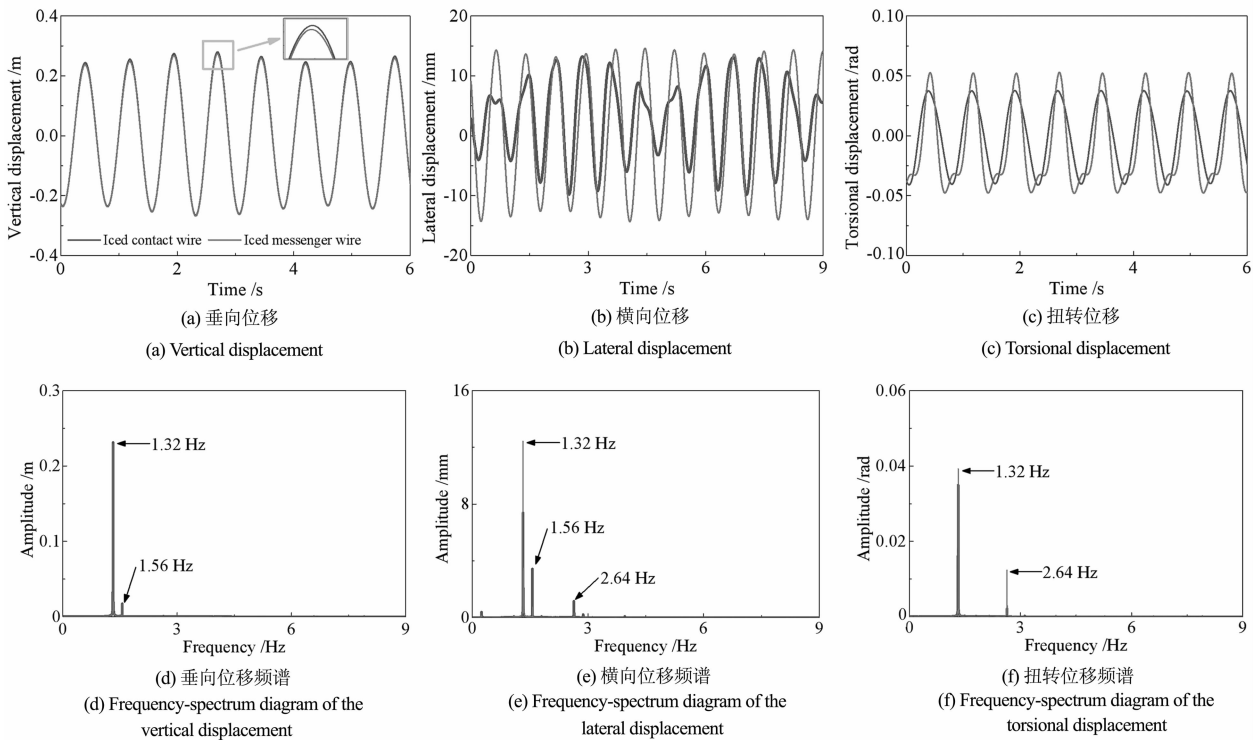 0.4
0.2
0.0
-0.2
-0.4
Vertical displacement /m
Iced contact wire
Iced messenger wire
0 2 4 6
Time /s
(a) 垂向位移
(a) Vertical displacement
20
10
0
-10
-20
Lateral displacement /mm
0 3 6 9
Time /s
(b) 横向位移
(b) Lateral displacement
0.10
0.05
0.00
-0.05
-0.10
Torsional displacement /rad
0 2 4 6
Time /s
(c) 扭转位移
(c) Torsional displacement
0.3
0.2
0.1
0
Amplitude /m
1.32 Hz
1.56 Hz
0 3 6 9
Frequency /Hz
(d) 垂向位移频谱
(d) Frequency-spectrum diagram of the
vertical displacement
16
8
0
Amplitude /mm
1.32 Hz
1.56 Hz
2.64 Hz
0 3 6 9
Frequency /Hz
(e) 横向位移频谱
(e) Frequency-spectrum diagram of the
lateral displacement
0.06
0.04
0.02
0
Amplitude /rad
1.32 Hz
2.64 Hz
0 3 6 9
Frequency /Hz
(f) 扭转位移频谱
(f) Frequency-spectrum diagram of the
torsional displacement